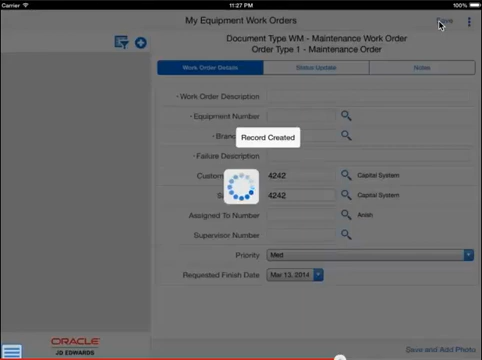 Carrier 11:27 PM 100%
My Equipment Work Orders
Document Type WM - Maintenance Work Order
Order Type 1 - Maintenance Order
Work Order Details Status Update Notes
Work Order Description
Equipment Number
Record Created
Failure Description
4242 Capital System
4242 Capital System
Assigned To Number Anish
Supervisor Number
Priority Med
Requested Finish Date Mar 13, 2014
ORACLE
JD EDWARDS
Save and Add Photo